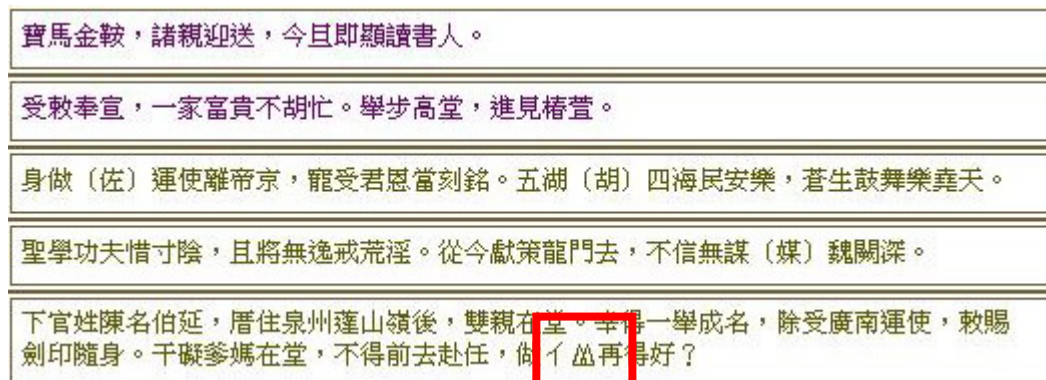 寶馬金鞍，諸親迎送，今旦即顯讀書人。
受敕奉宣，一家富貴不胡忙。舉步高堂，進見椿萱。
身做〔佐〕運使離帝京，寵受君恩當刻銘。五湖〔胡〕四海民安樂，蒼生鼓舞樂堯天。
聖學功夫惜寸陰，且將無逸戒荒淫。從今獻策龍門去，不信無謀〔媒〕魏闕深。
下官姓陳名伯延，厝住泉州蓬山嶺後，雙親在堂。幸得一舉成名，除受廣南運使，敕賜
劍印隨身。干礙爹媽在堂，不得前去赴任，做亻㞦再得好？